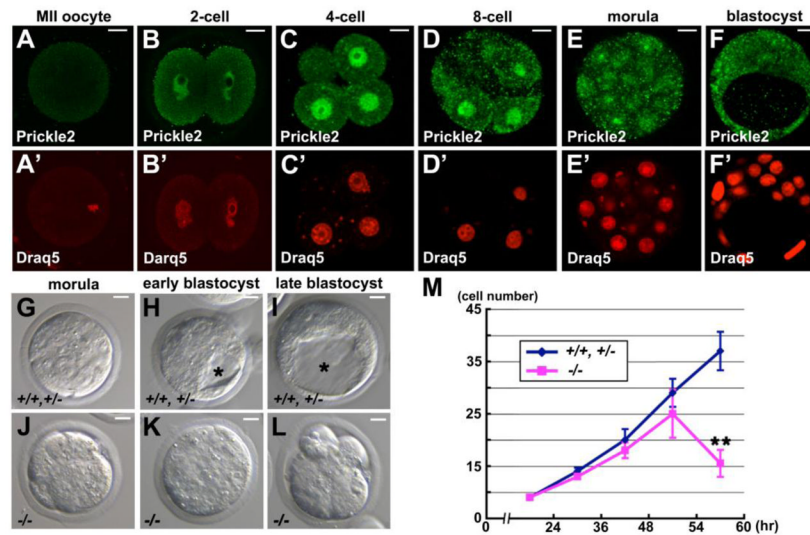 MII oocyte 2-cell 4-cell 8-cell morula blastocyst
A B C D E F
Prickle2 Prickle2 Prickle2 Prickle2 Prickle2 Prickle2
A' B' C' D' E' F'
Draq5 Darq5 Draq5 Draq5 Draq5 Draq5
morula early blastocyst late blastocyst
G H I
* *
+/+,+/- +/+, +/- +/+, +/-
J K L
-/- -/- -/-
M
(cell number)
45
35
25
15
5
+/+, +/-
-/-
**
0 24 36 48 60 (hr)
0